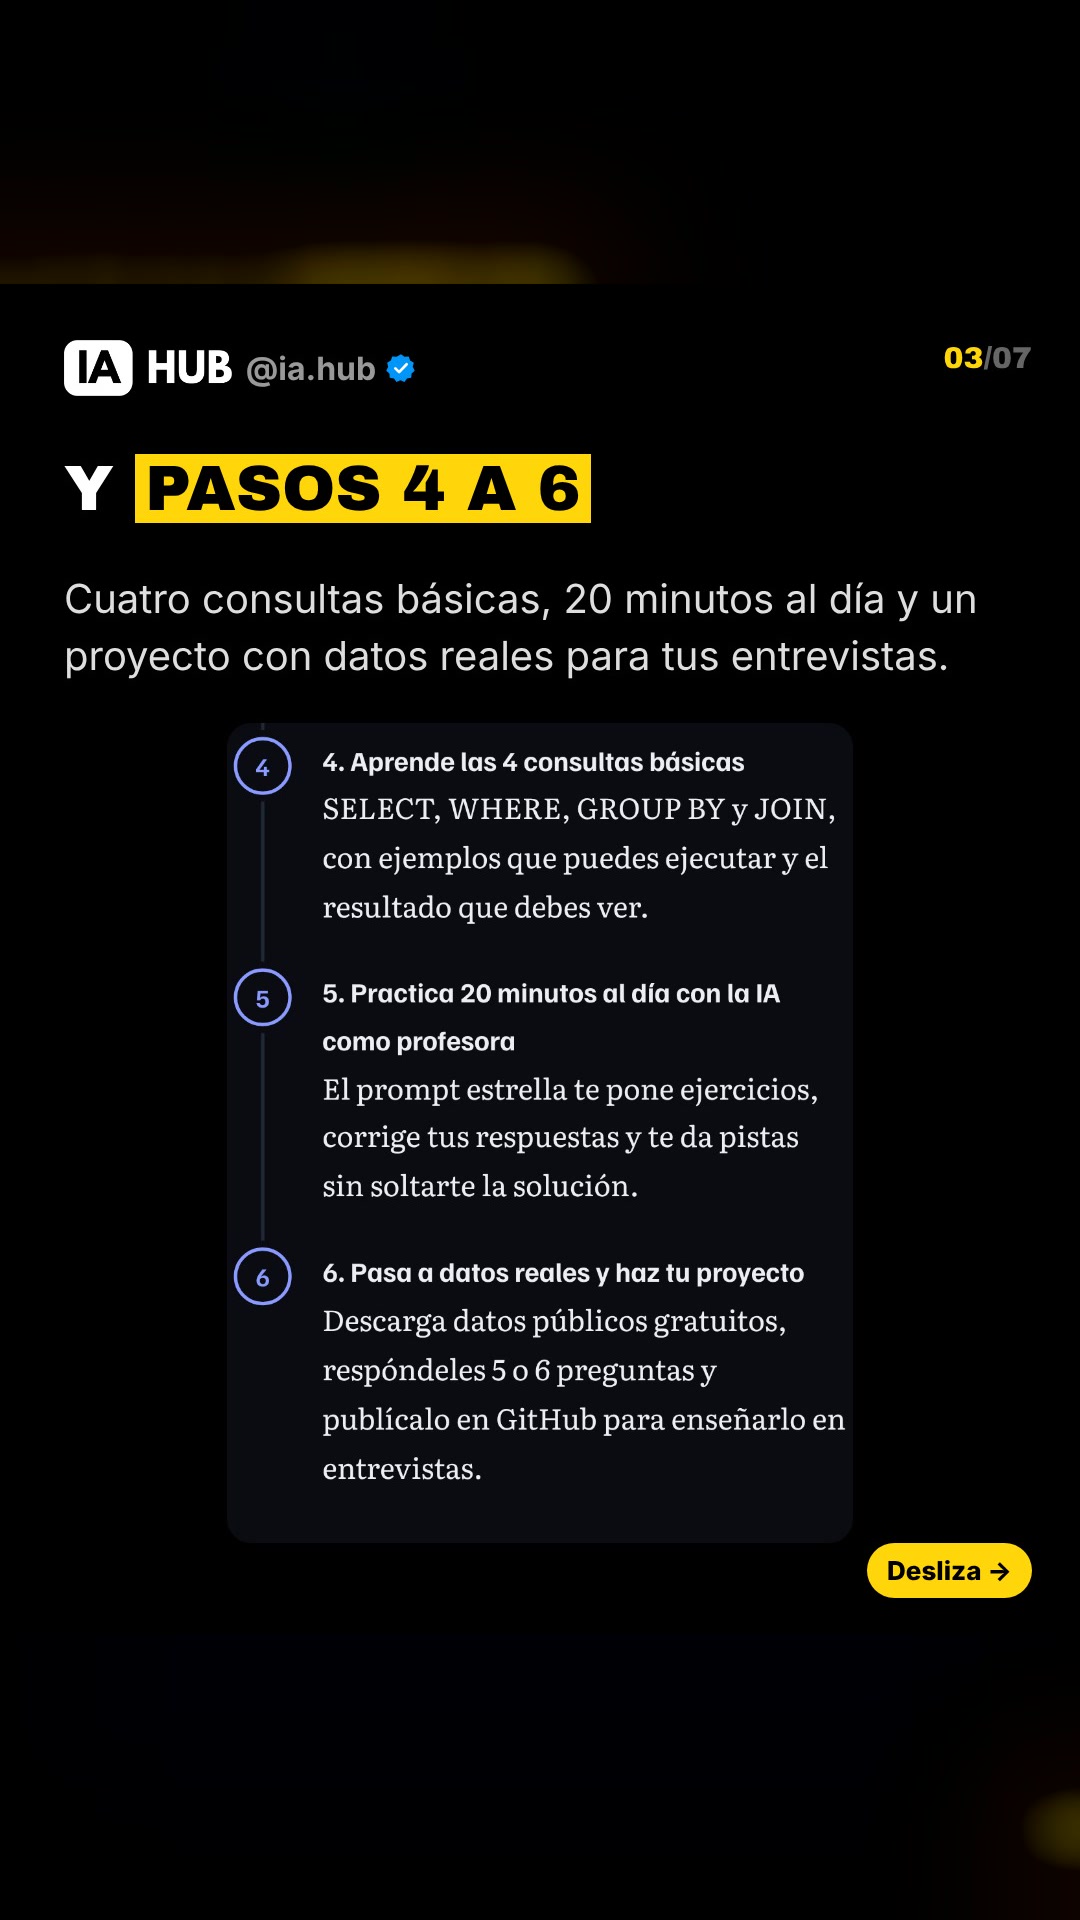 IA HUB @ia.hub
03/07
Y PASOS 4 A 6
Cuatro consultas básicas, 20 minutos al día y un
proyecto con datos reales para tus entrevistas.
4
4. Aprende las 4 consultas básicas
SELECT, WHERE, GROUP BY y JOIN,
con ejemplos que puedes ejecutar y el
resultado que debes ver.
5
5. Practica 20 minutos al día con la IA
como profesora
El prompt estrella te pone ejercicios,
corrige tus respuestas y te da pistas
sin soltarte la solución.
6
6. Pasa a datos reales y haz tu proyecto
Descarga datos públicos gratuitos,
respóndeles 5 o 6 preguntas y
publícalo en GitHub para enseñarlo en
entrevistas.
Desliza →